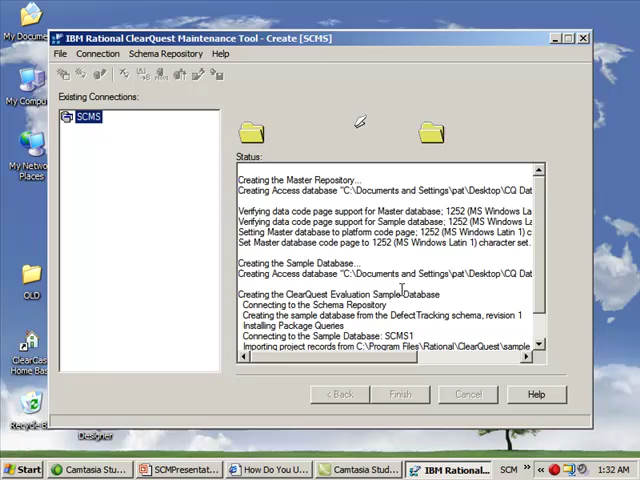 My Docume
IBM Rational ClearQuest Maintenance Tool - Create [SCMS]
File Connection Schema Repository Help
Existing Connections:
SCMS
My Compu
My Network
Places
OLD
ClearCas
Home Bas
Recycle B
Designer
Status:
Creating the Master Repository...
Creating Access database "C:\Documents and Settings\pat\Desktop\CQ Dat
Verifying data code page support for Master database; 1252 (MS Windows La
Verifying data code page support for Sample database; 1252 (MS Windows L
Setting Master database to platform code page; 1252 (MS Windows Latin 1) c
Set Master database code page to 1252 (MS Windows Latin 1) character set.
Creating the Sample Database...
Creating Access database "C:\Documents and Settings\pat\Desktop\CQ Dat
Creating the ClearQuest Evaluation Sample Database
Connecting to the Schema Repository
Creating the sample database from the DefectTracking schema, revision 1
Installing Package Queries
Connecting to the Sample Database: SCMS1
Importing project records from C:\Program Files\Rational\ClearQuest\sample
< Back Finish Cancel Help
Start Camtasia Stu... SCMPresentat... How Do You U... Camtasia Stud... IBM Rational... SCM » « 1:32 AM